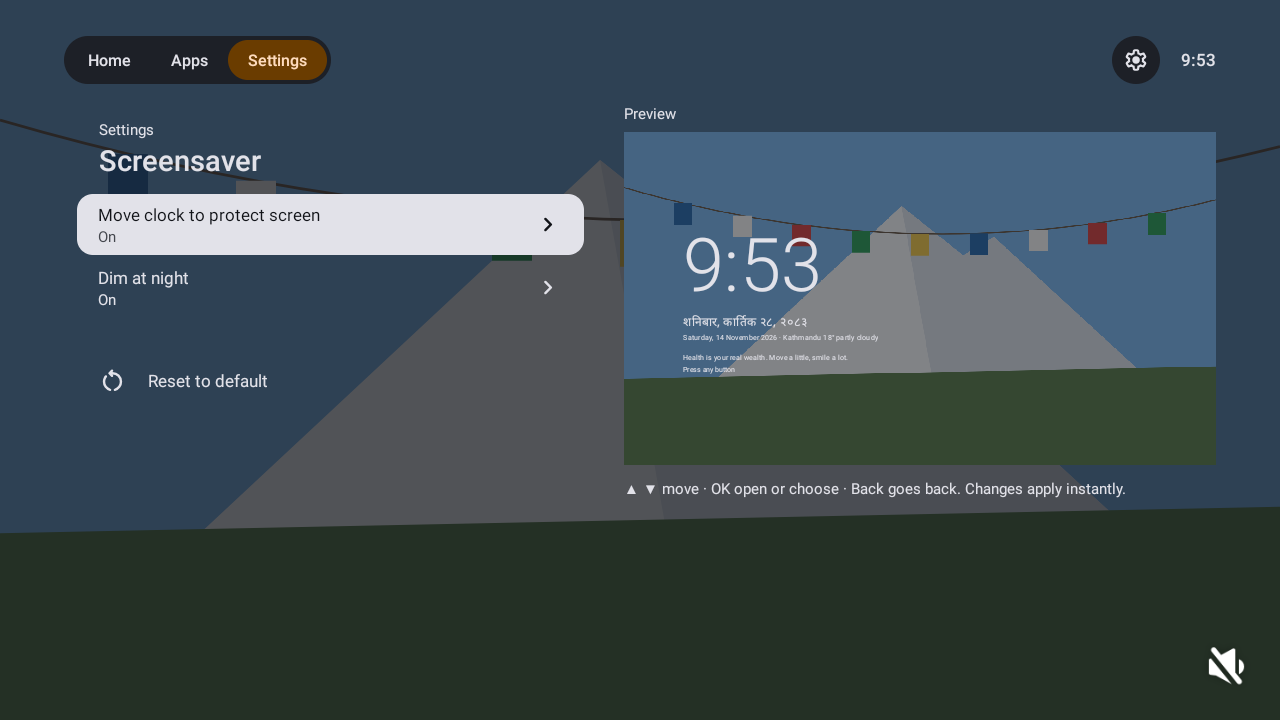 Home
Apps
Settings
9:53
Settings
Screensaver
Move clock to protect screen
On
Dim at night
On
Reset to default
Preview
9:53
शनिबार, कार्तिक २८, २०८३
Saturday, 14 November 2026 · Kathmandu 18° partly cloudy
Health is your real wealth. Move a little, smile a lot.
Press any button
▲ ▼ move · OK open or choose · Back goes back. Changes apply instantly.